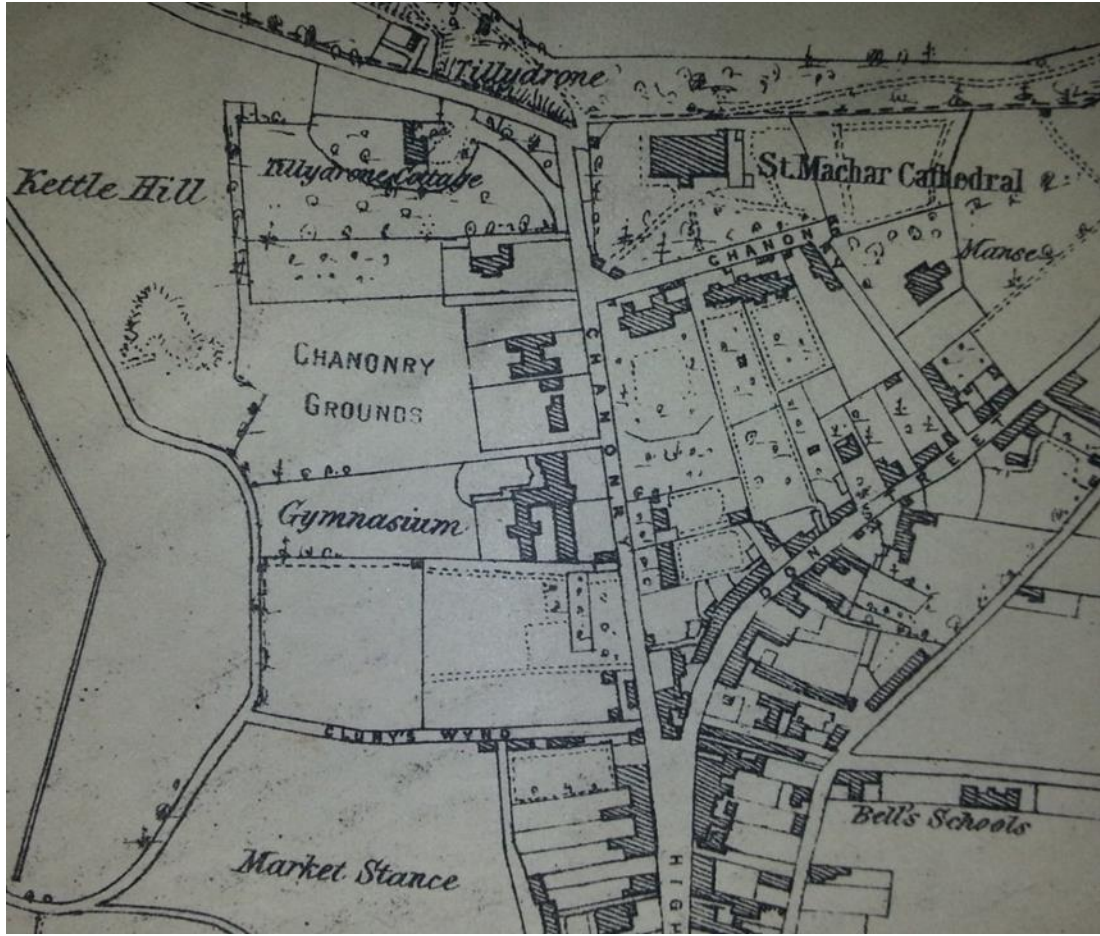 Tillydrone
St. Machar Cathedral
Tillydrone Cottage
Kettle Hill
CHANONRY
Manse
CHANONRY
GROUNDS
CHANONRY
Gymnasium
DON STREET
CLUNY'S WYND
Bell's Schools
Market Stance
HIGH